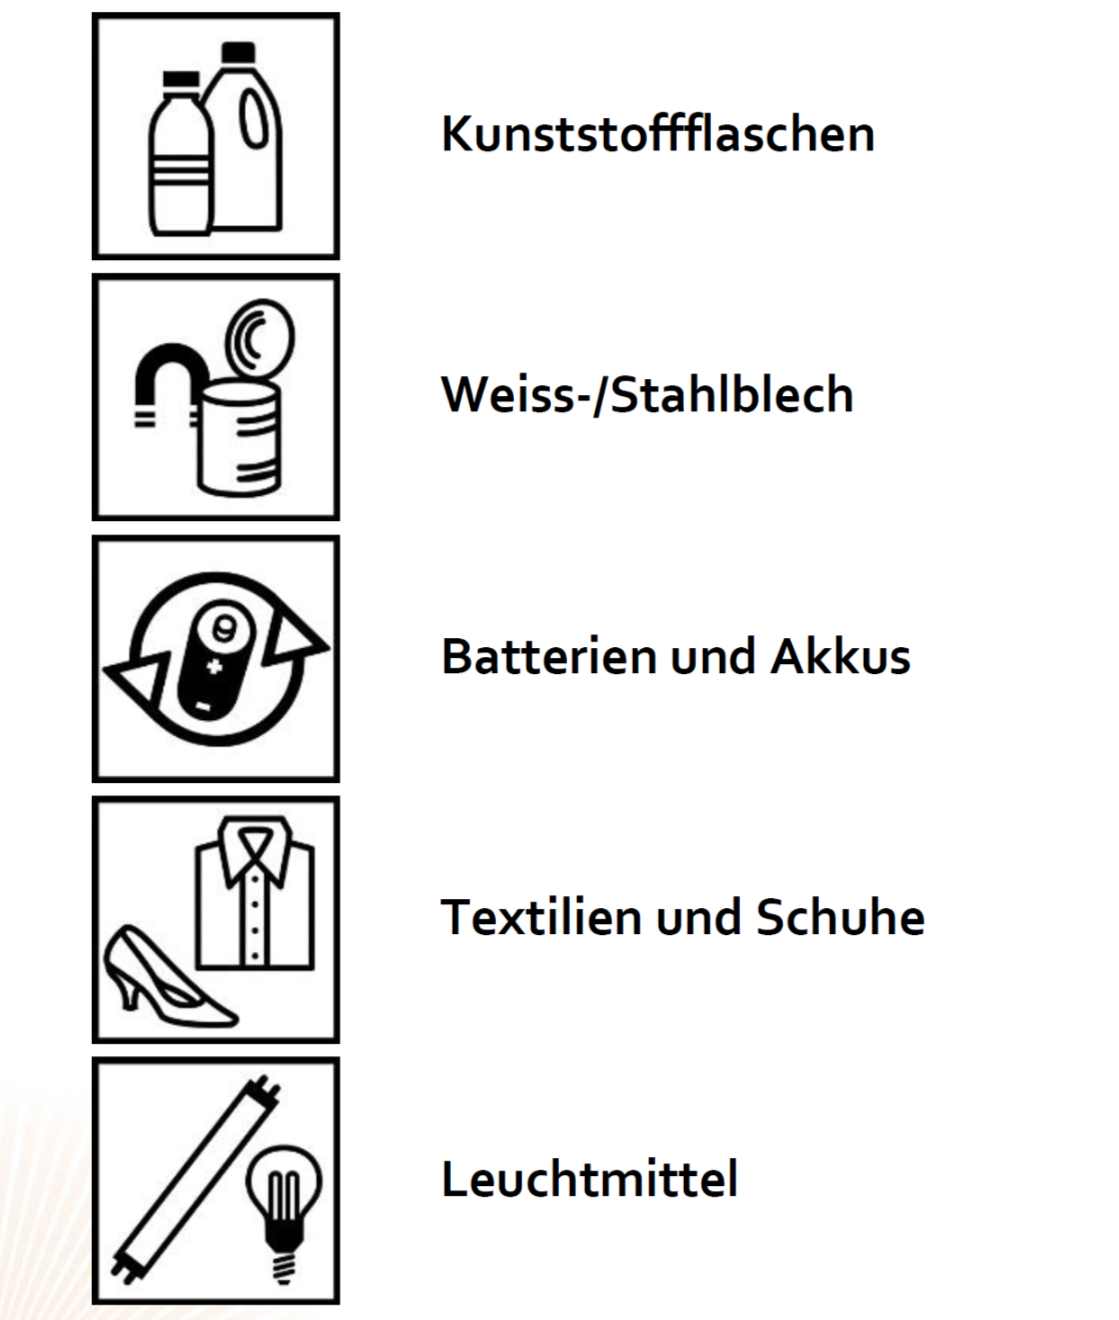 Kunststoffflaschen
Weiss-/Stahlblech
Batterien und Akkus
Textilien und Schuhe
Leuchtmittel